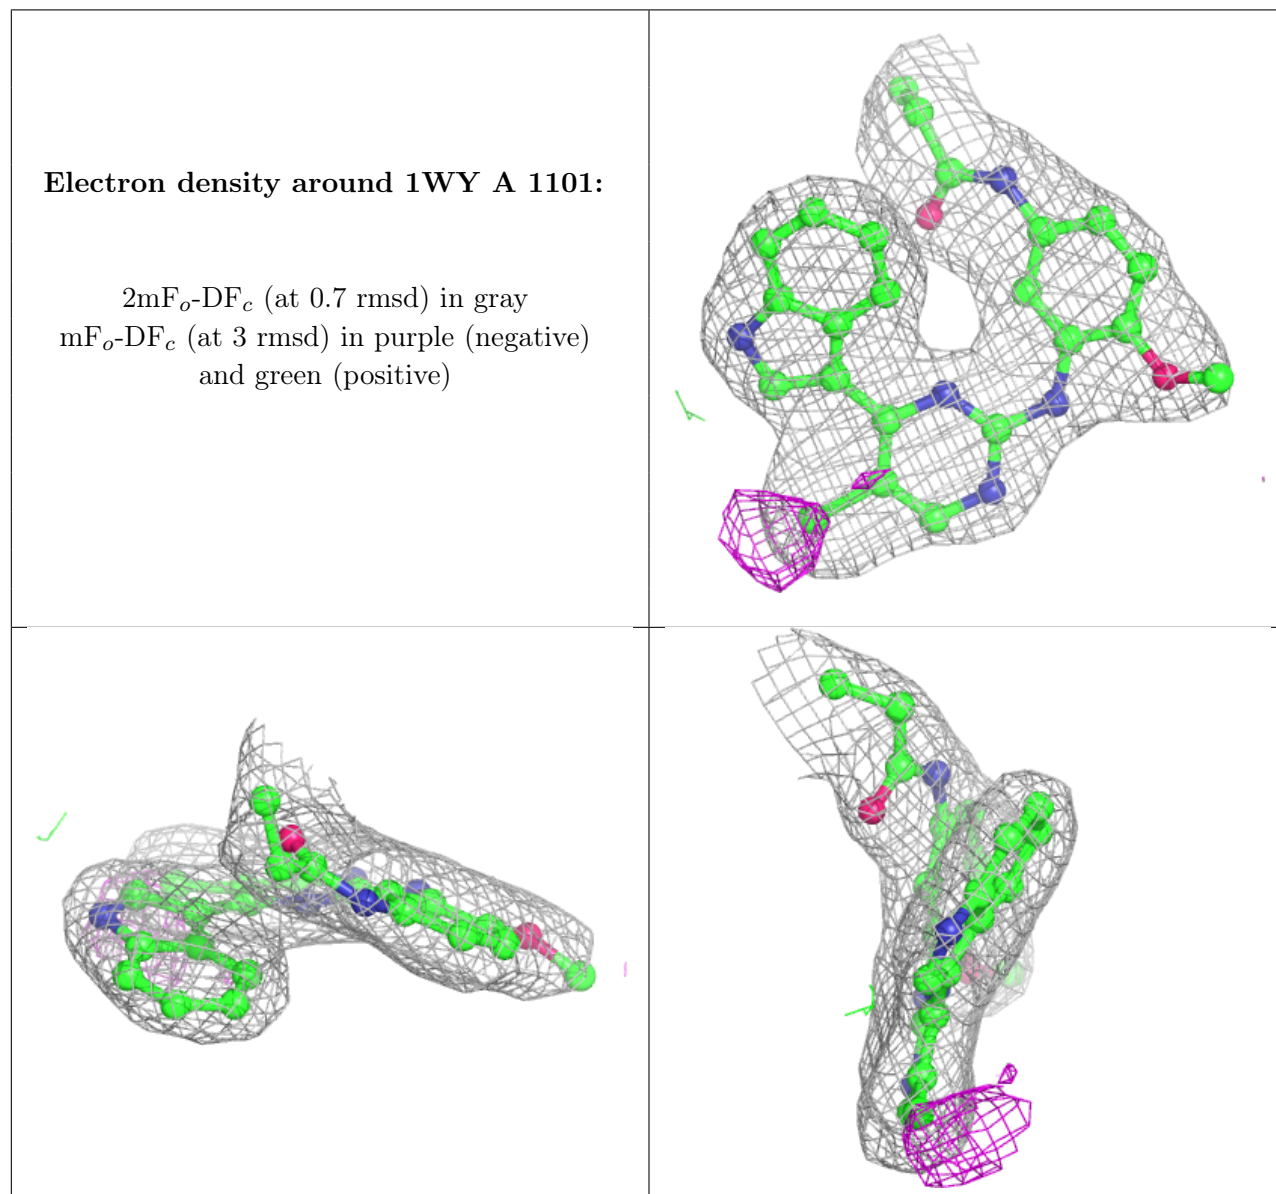 Electron density around 1WY A 1101:
2mFo-DFc (at 0.7 rmsd) in gray
mFo-DFc (at 3 rmsd) in purple (negative)
and green (positive)